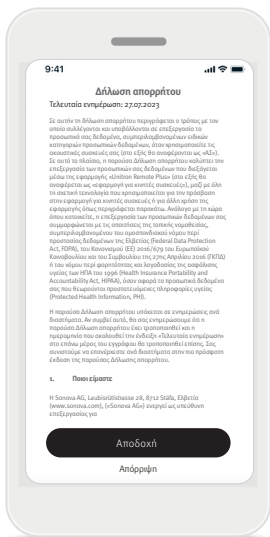 9:41
Δήλωση απορρήτου
Τελευταία ενημέρωση: 27.07.2023
Σε αυτήν τη δήλωση απορρήτου περιγράφεται ο τρόπος με τον
οποίο συλλέγονται και υποβάλλονται σε επεξεργασία τα
προσωπικά σας δεδομένα, συμπεριλαμβανομένων ειδικών
κατηγοριών προσωπικών δεδομένων, όταν χρησιμοποιείτε τις
ακουστικές συσκευές σας (στο εξής θα αναφέρονται ως «ΑΣ»).
Σε αυτό το πλαίσιο, η παρούσα Δήλωση απορρήτου καλύπτει την
επεξεργασία των προσωπικών σας δεδομένων που διεξάγεται
μέσω της εφαρμογής «Unitron Remote Plus» (στο εξής θα
αναφέρεται ως «εφαρμογή για κινητές συσκευές»), μαζί με όλη
τη σχετική τεχνολογία που χρησιμοποιείται για την πρόσβαση
στην εφαρμογή για κινητές συσκευές ή για άλλη χρήση της
εφαρμογής όπως περιγράφεται παρακάτω. Ανάλογα με τη χώρα
όπου κατοικείτε, η επεξεργασία των προσωπικών δεδομένων σας
συμμορφώνεται με τις απαιτήσεις της τοπικής νομοθεσίας,
συμπεριλαμβανομένου του ομοσπονδιακού νόμου περί
προστασίας δεδομένων της Ελβετίας (Federal Data Protection
Act, FDPA), του Κανονισμού (ΕΕ) 2016/679 του Ευρωπαϊκού
Κοινοβουλίου και του Συμβουλίου της 27ης Απριλίου 2016 (ΓΚΠΔ)
ή του νόμου περί φορητότητας και λογοδοσίας της ασφάλισης
υγείας των ΗΠΑ του 1996 (Health Insurance Portability and
Accountability Act, HIPAA), όσον αφορά τα προσωπικά δεδομένα
σας που θεωρούνται προστατευόμενες πληροφορίες υγείας
(Protected Health Information, PHI).
Η παρούσα Δήλωση απορρήτου υπόκειται σε ενημερώσεις ανά
διαστήματα. Αν συμβεί αυτό, θα σας ενημερώσουμε ότι η
παρούσα Δήλωση απορρήτου έχει τροποποιηθεί και η
ημερομηνία που ακολουθεί την ένδειξη «Τελευταία ενημέρωση»
στο επάνω μέρος του εγγράφου θα τροποποιηθεί επίσης. Σας
συνιστούμε να επανέρχεστε ανά διαστήματα στην πιο πρόσφατη
έκδοση της παρούσας Δήλωσης απορρήτου.
1. Ποιοι είμαστε
Η Sonova AG, Laubisrütistrasse 28, 8712 Stäfa, Ελβετία
(www.sonova.com), («Sonova AG») ενεργεί ως υπεύθυνη
επεξεργασίας για
Αποδοχή
Απόρριψη